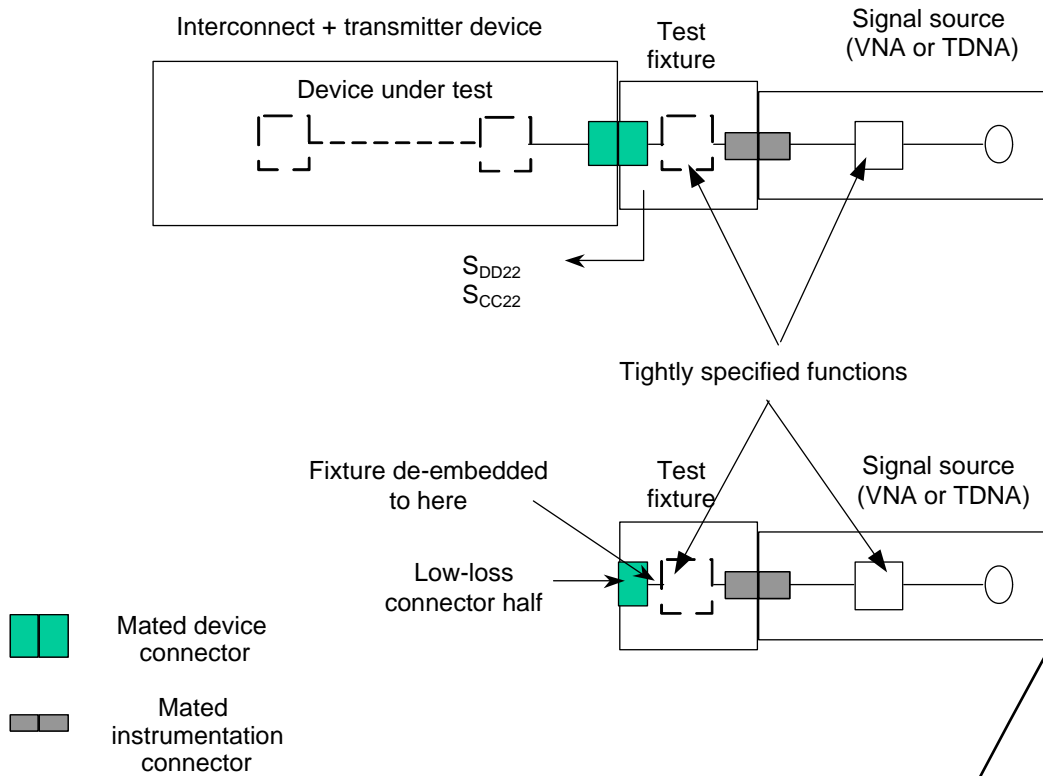 Interconnect + transmitter device
Test
fixture
Signal source
(VNA or TDNA)
Device under test
S_DD22
S_CC22
Tightly specified functions
Fixture de-embedded
to here
Test
fixture
Signal source
(VNA or TDNA)
Low-loss
connector half
Mated device
connector
Mated
instrumentation
connector